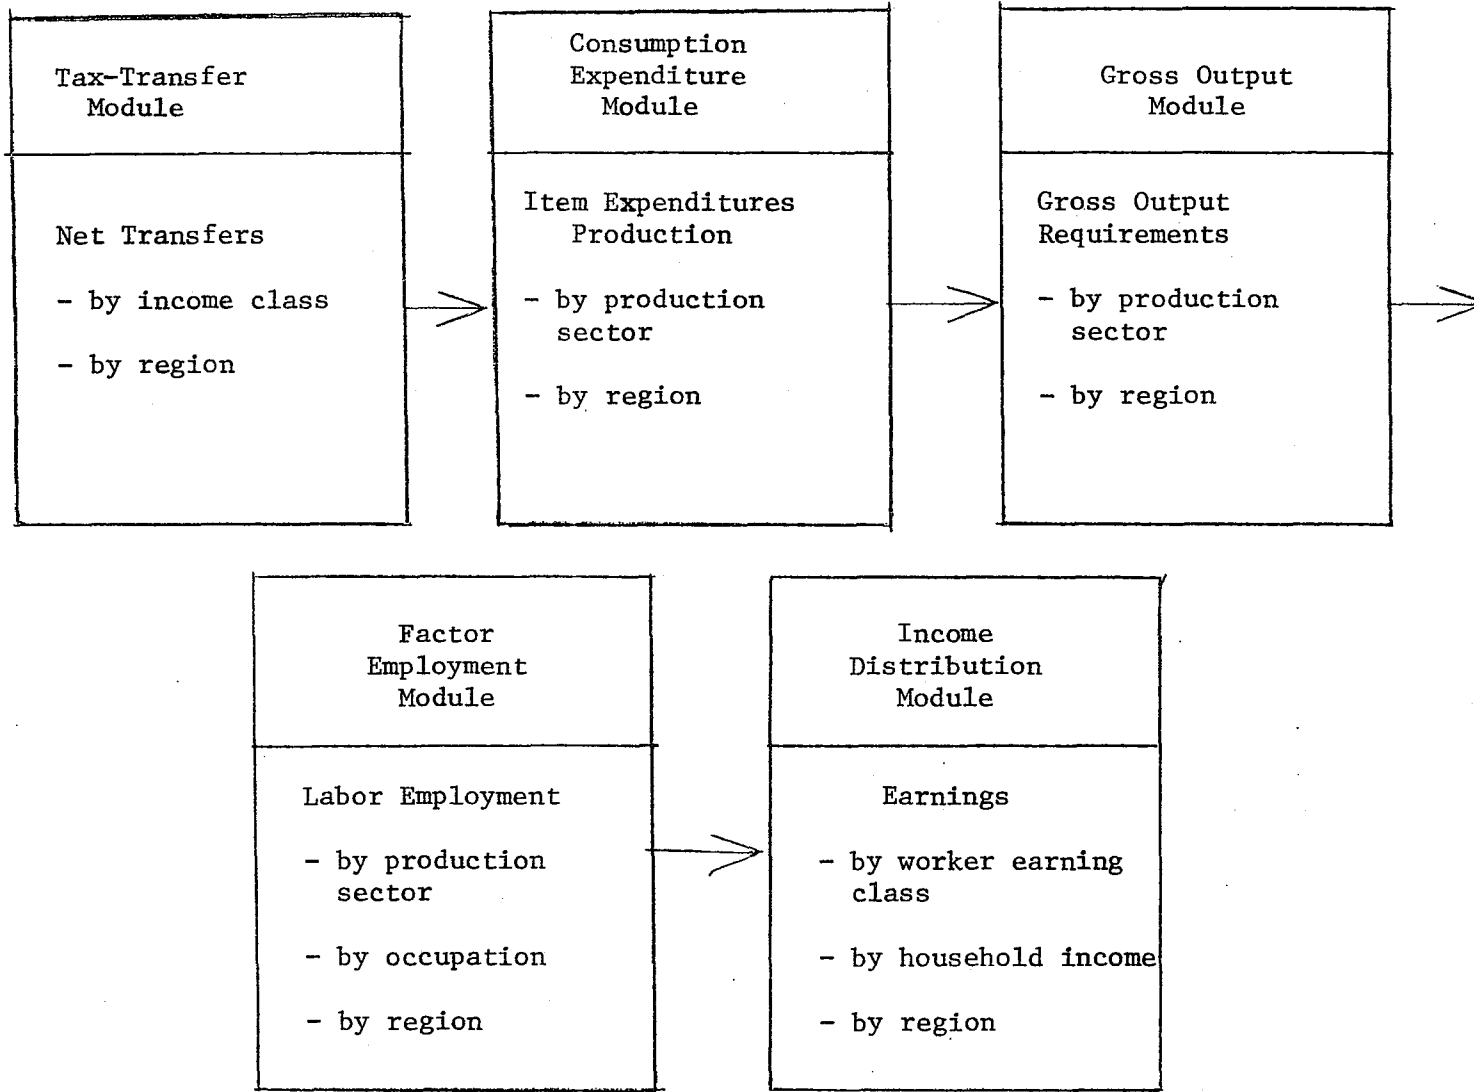 Tax-Transfer
Module
Net Transfers
- by income class
- by region
Consumption
Expenditure
Module
Item Expenditures
Production
- by production
sector
- by region
Gross Output
Module
Gross Output
Requirements
- by production
sector
- by region
Factor
Employment
Module
Labor Employment
- by production
sector
- by occupation
- by region
Income
Distribution
Module
Earnings
- by worker earning
class
- by household income
- by region